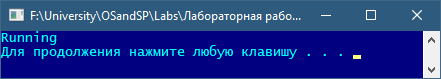 F:\University\OSandSP\Labs\Лабораторная рабо...
Running
Для продолжения нажмите любую клавишу . . .